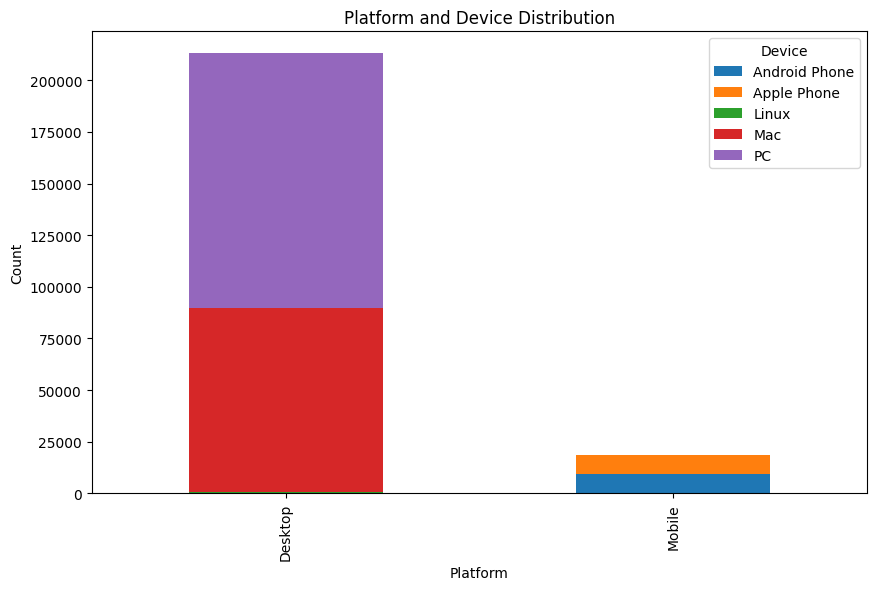 Platform and Device Distribution
Device
Android Phone
Apple Phone
Linux
Mac
PC
Count
200000
175000
150000
125000
100000
75000
50000
25000
0
Desktop
Mobile
Platform